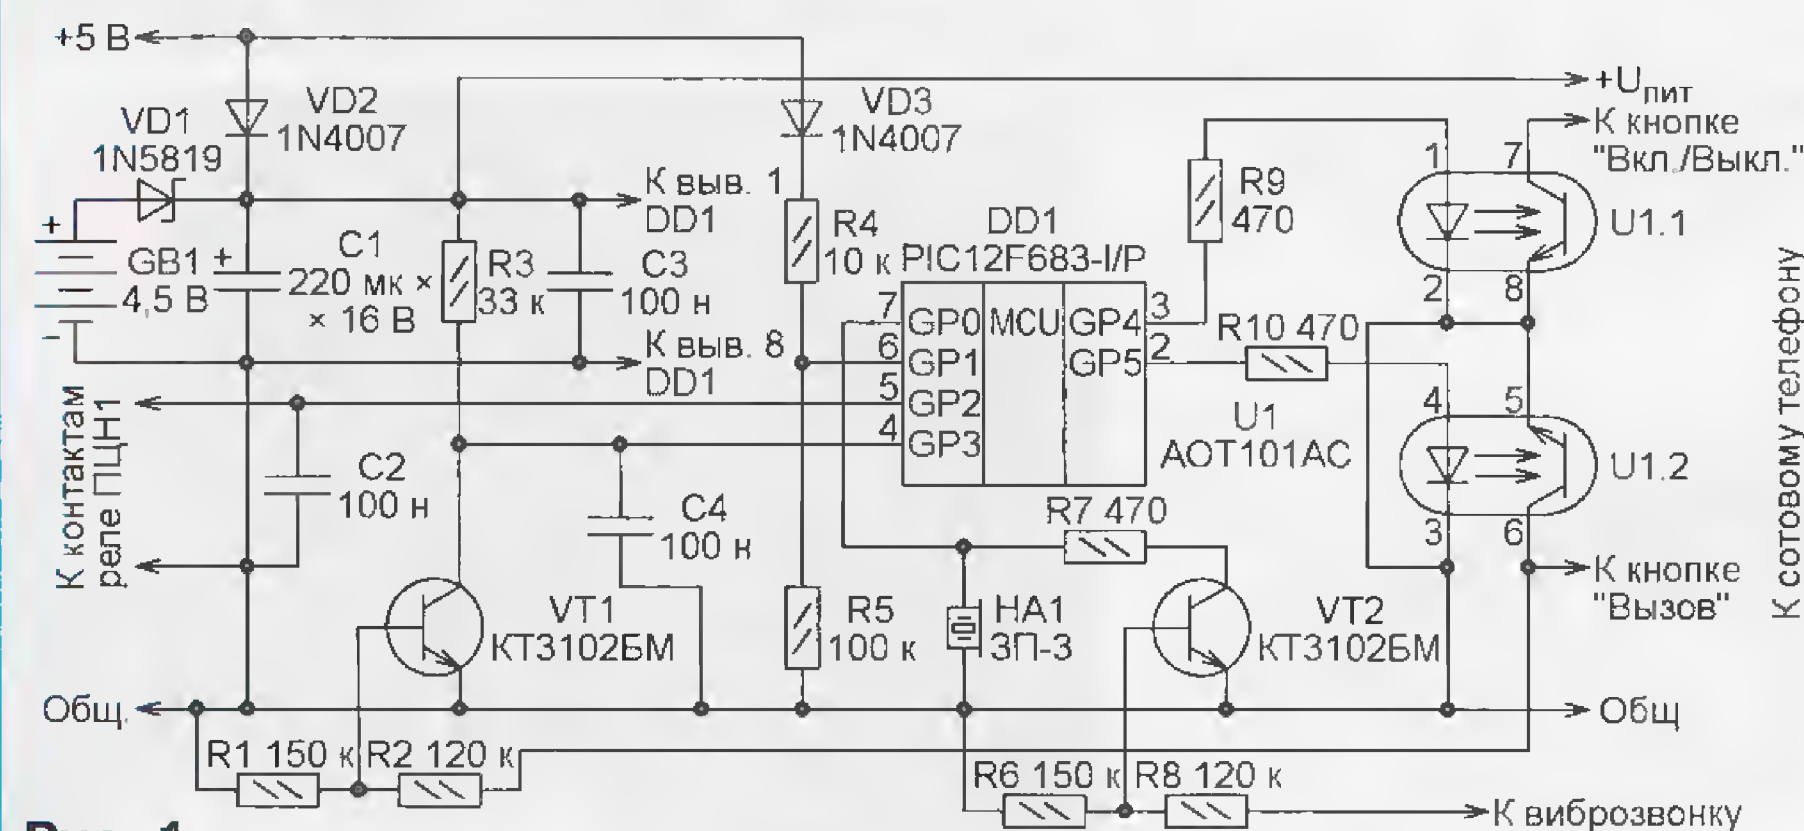 +5 В
VD1
1N5819
VD2
1N4007
VD3
1N4007
+Uпит
К кнопке
"Вкл./Выкл."
К выв. 1
DD1
+
GB1
4,5 В
-
+
C1
220 мк ×
× 16 В
R3
33 к
C3
100 н
К выв. 8
DD1
R4
10 к
DD1
PIC12F683-I/P
7
6
5
4
GP0
GP1
GP2
GP3
MCU
GP4
GP5
3
2
R9
470
R10 470
1
7
2
8
U1.1
U1
АОТ101АС
4
5
3
6
U1.2
К сотовому телефону
К контактам
реле ПЦН1
C2
100 н
C4
100 н
R7 470
К кнопке
"Вызов"
VT1
КТ3102БМ
R5
100 к
HA1
ЗП-3
VT2
КТ3102БМ
Общ.
Общ
R1 150 к
R2 120 к
R6 150 к
R8 120 к
К виброзвонку